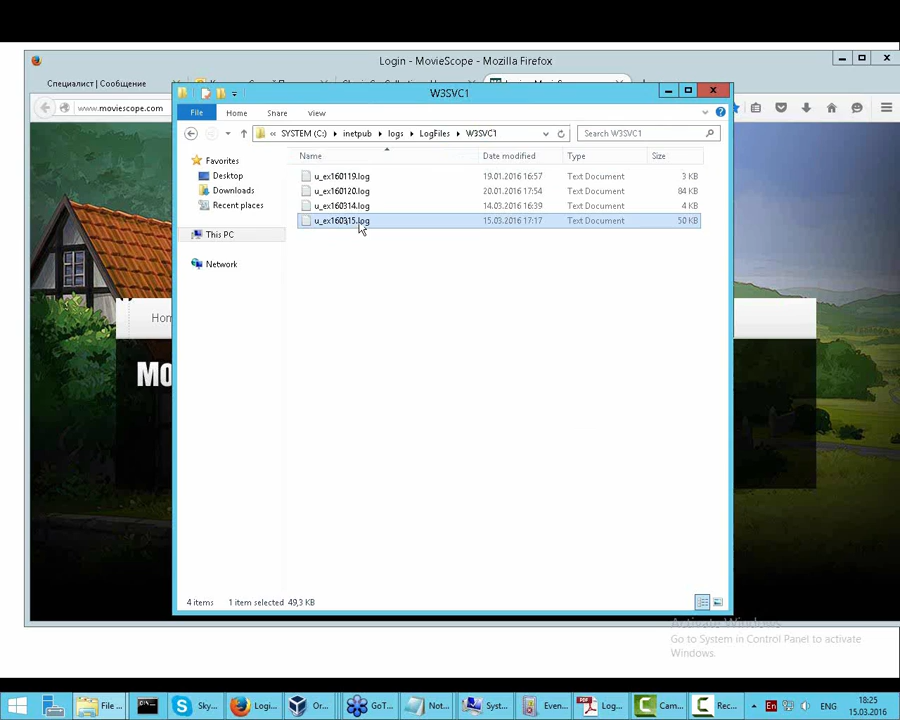 Login - MovieScope - Mozilla Firefox
Специалист | Сообщение
www.moviescope.com
W3SVC1
File Home Share View
« SYSTEM (C:) ▸ inetpub ▸ logs ▸ LogFiles ▸ W3SVC1
Search W3SVC1
Name Date modified Type Size
Favorites
Desktop
Downloads
Recent places
This PC
Network
u_ex160119.log 19.01.2016 16:57 Text Document 3 KB
u_ex160120.log 20.01.2016 17:54 Text Document 84 KB
u_ex160314.log 14.03.2016 16:39 Text Document 4 KB
u_ex160315.log 15.03.2016 17:17 Text Document 50 KB
Hom
Mo
4 items 1 item selected 49,3 KB
Activate Windows
Go to System in Control Panel to activate
Windows.
File ... Sky... Logi... Or... GoT... Not... Syst... Even... Log... Cam... Rec... En ENG
18:25
15.03.2016